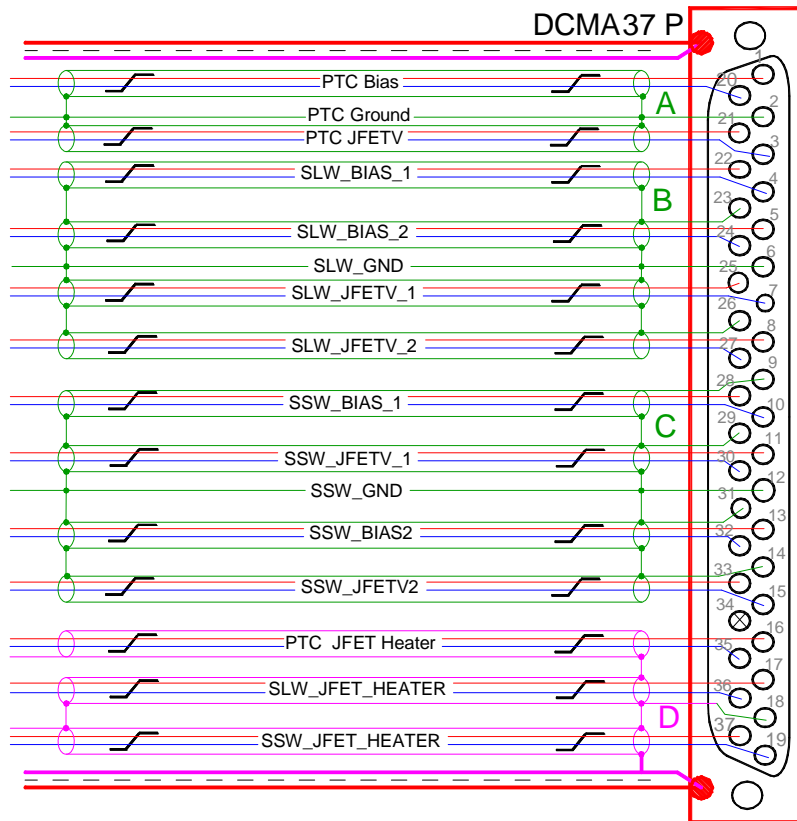 DCMA37 P
1
PTC Bias
20
A
2
PTC Ground
21
PTC JFETV
3
22
SLW_BIAS_1
4
B
23
5
SLW_BIAS_2
24
6
SLW_GND
25
SLW_JFETV_1
7
26
8
SLW_JFETV_2
27
9
28
SSW_BIAS_1
10
C
29
11
SSW_JFETV_1
30
12
SSW_GND
31
13
SSW_BIAS2
32
14
33
SSW_JFETV2
15
34
16
PTC JFET Heater
35
17
SLW_JFET_HEATER
36
18
D
37
SSW_JFET_HEATER
19